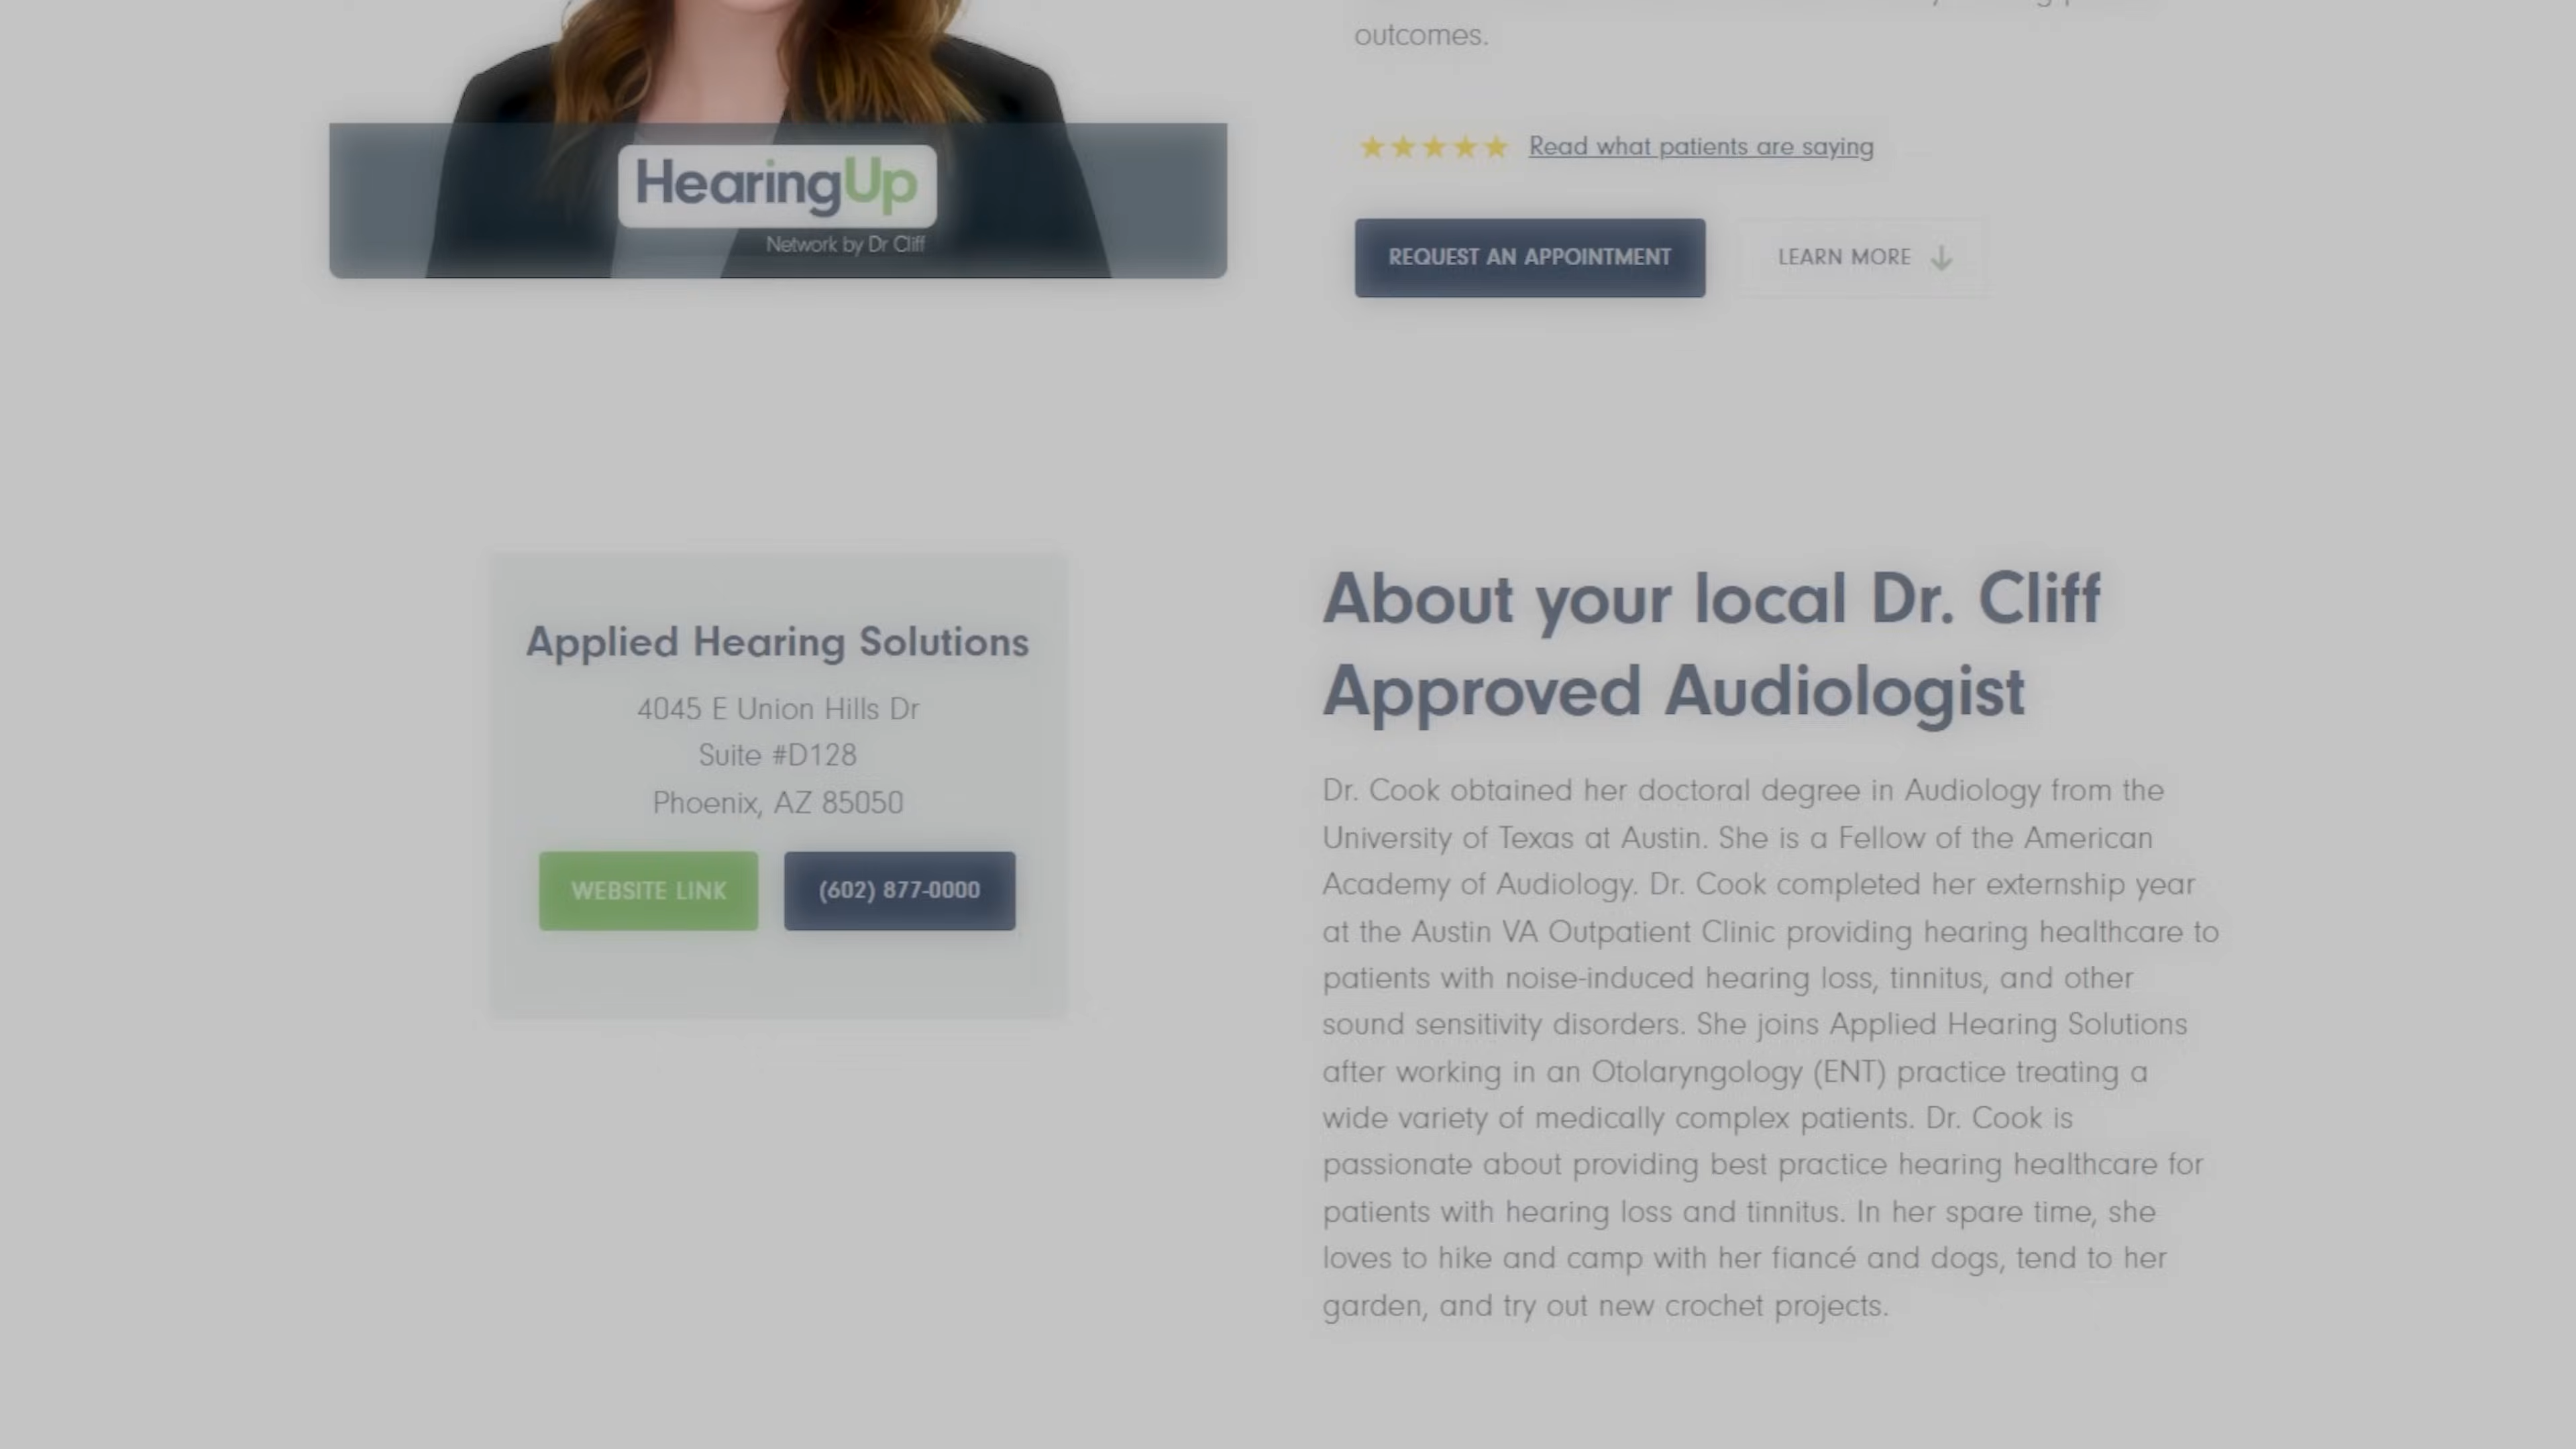 outcomes.
HearingUp
Network by Dr Cliff
Read what patients are saying
REQUEST AN APPOINTMENT
LEARN MORE
Applied Hearing Solutions
4045 E Union Hills Dr
Suite #D128
Phoenix, AZ 85050
WEBSITE LINK
(602) 877-0000
About your local Dr. Cliff
Approved Audiologist
Dr. Cook obtained her doctoral degree in Audiology from the
University of Texas at Austin. She is a Fellow of the American
Academy of Audiology. Dr. Cook completed her externship year
at the Austin VA Outpatient Clinic providing hearing healthcare to
patients with noise-induced hearing loss, tinnitus, and other
sound sensitivity disorders. She joins Applied Hearing Solutions
after working in an Otolaryngology (ENT) practice treating a
wide variety of medically complex patients. Dr. Cook is
passionate about providing best practice hearing healthcare for
patients with hearing loss and tinnitus. In her spare time, she
loves to hike and camp with her fiancé and dogs, tend to her
garden, and try out new crochet projects.